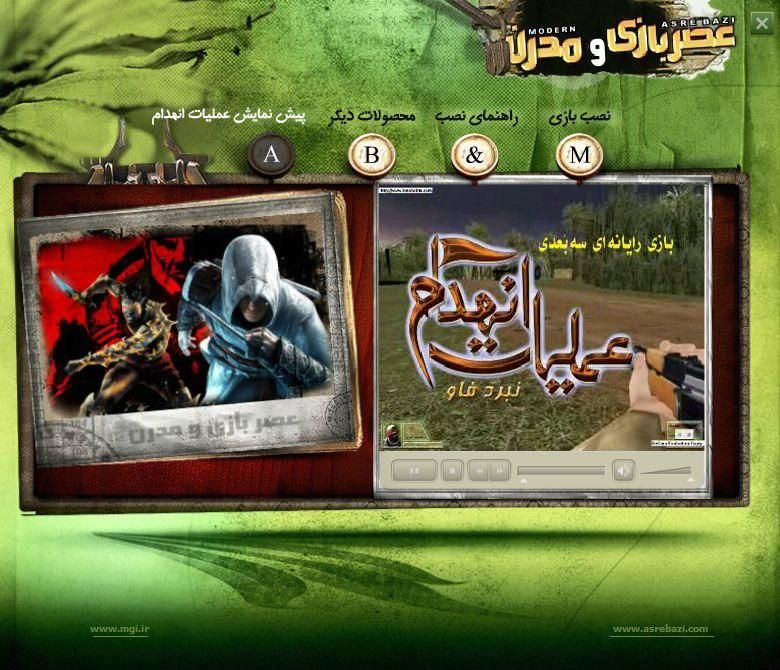 ASRE BAZI
MODERN
عصر بازی و مدرن
نصب بازی
راهنمای نصب
محصولات دیگر
پیش نمایش عملیات انهدام
M
&
B
A
بازی رایانه‌ای سه بعدی
عملیات انهدام
نبرد فاو
عصر بازی و مدرن
www.mgi.ir
www.asrebazi.com